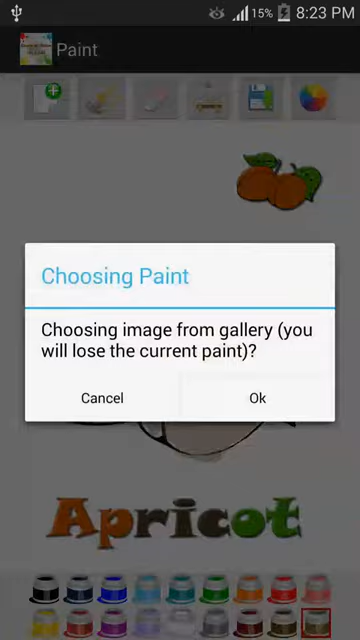 15% 8:23 PM
Paint
Choosing Paint
Choosing image from gallery (you
will lose the current paint)?
Cancel Ok
Apricot